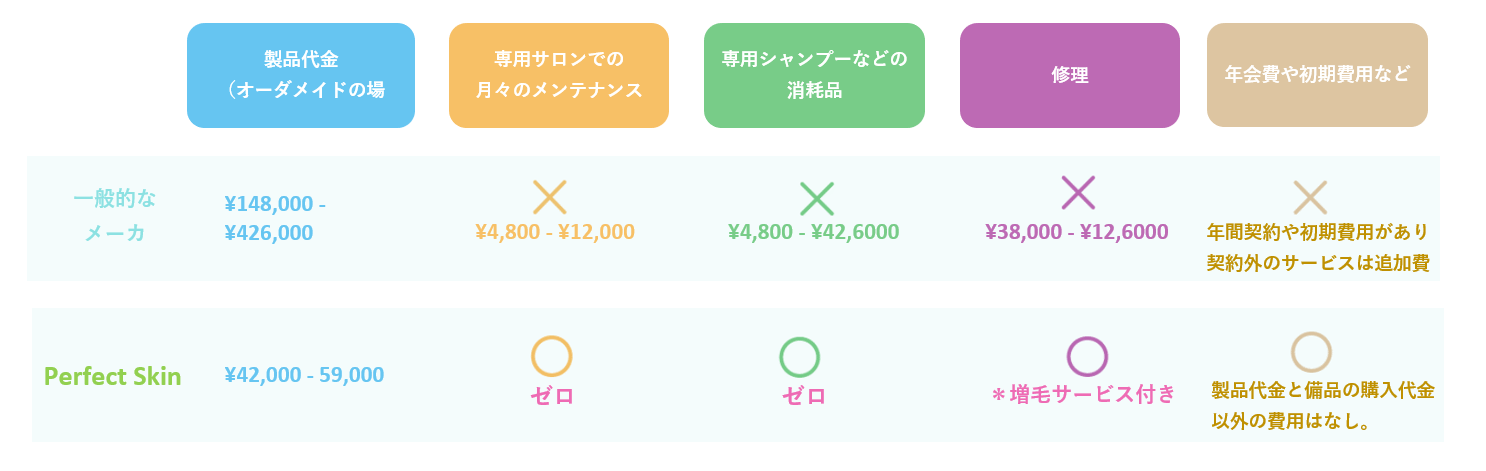 製品代金
（オーダメイドの場
専用サロンでの
月々のメンテナンス
専用シャンプーなどの
消耗品
修理
年会費や初期費用など
一般的な
メーカ
¥148,000 -
¥426,000
¥4,800 - ¥12,000
¥4,800 - ¥42,6000
¥38,000 - ¥12,6000
年間契約や初期費用があり
契約外のサービスは追加費
Perfect Skin
¥42,000 - 59,000
ゼロ
ゼロ
＊増毛サービス付き
製品代金と備品の購入代金
以外の費用はなし。